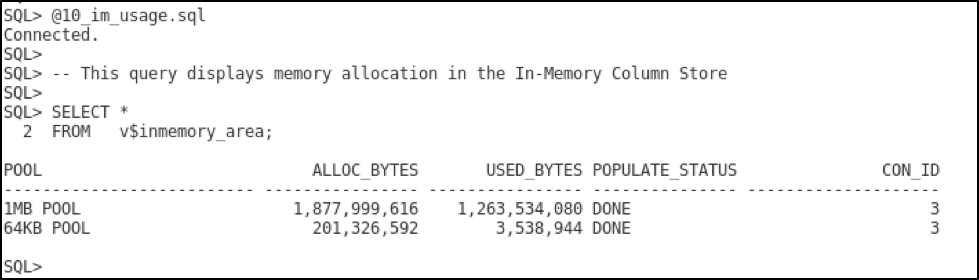 SQL> @10_im_usage.sql
Connected.
SQL>
SQL> -- This query displays memory allocation in the In-Memory Column Store
SQL>
SQL> SELECT *
  2  FROM   v$inmemory_area;

POOL                              ALLOC_BYTES       USED_BYTES POPULATE_STATUS               CON_ID
-------------------------- ---------------- ---------------- --------------- --------------------
1MB POOL                        1,877,999,616    1,263,534,080 DONE                               3
64KB POOL                         201,326,592        3,538,944 DONE                               3

SQL>